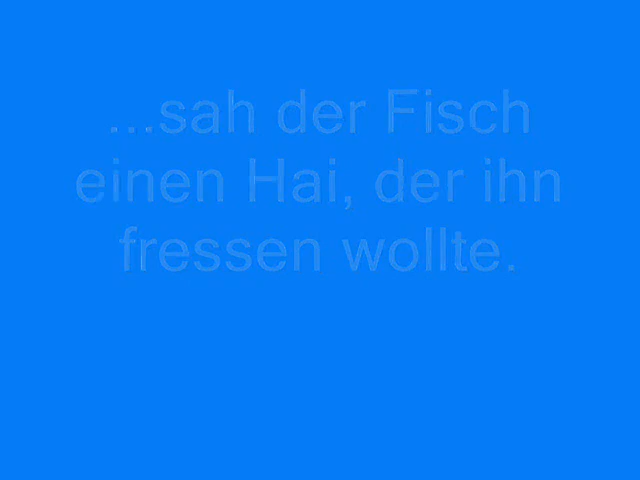 ...sah der Fisch
einen Hai, der ihn
fressen wollte.